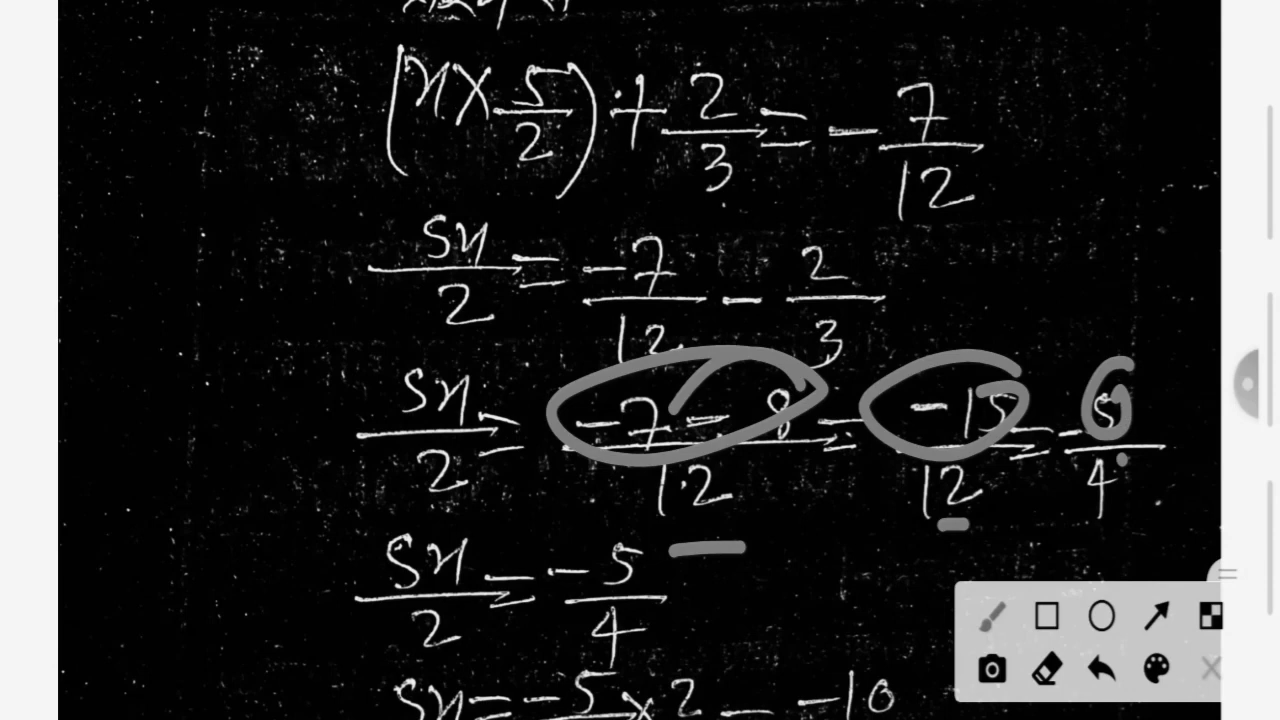 (x × 5/2) + 2/3 = - 7/12
5x/2 = -7/12 - 2/3
5x/2 = -7 - 8/12 = -15/12 = -5/4
5x/2 = -5/4
5x = -5 × 2 = -10